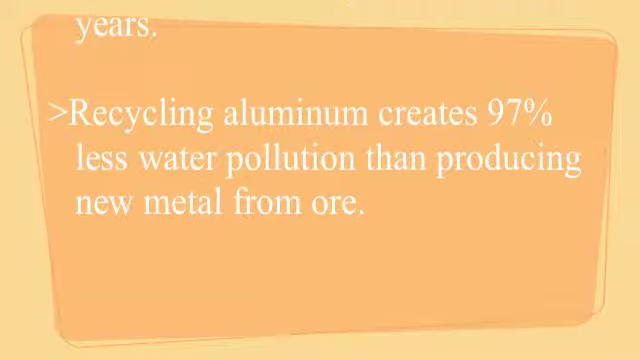 years.
>Recycling aluminum creates 97%
less water pollution than producing
new metal from ore.